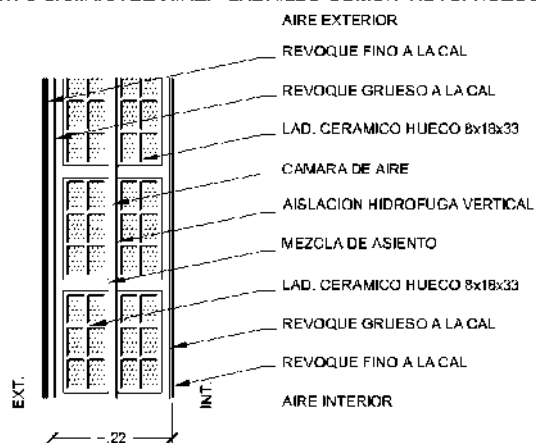 AIRE EXTERIOR
REVOQUE FINO A LA CAL
REVOQUE GRUESO A LA CAL
LAD. CERAMICO HUECO 8x18x33
CAMARA DE AIRE
AISLACION HIDROFUGA VERTICAL
MEZCLA DE ASIENTO
LAD. CERAMICO HUECO 8x18x33
REVOQUE GRUESO A LA CAL
REVOQUE FINO A LA CAL
AIRE INTERIOR
EXT.
INT.
.22